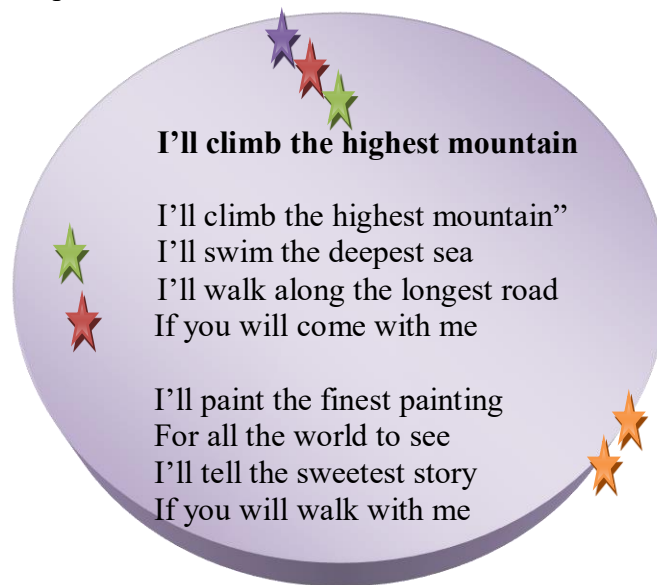 I’ll climb the highest mountain
I’ll climb the highest mountain”
I’ll swim the deepest sea
I’ll walk along the longest road
If you will come with me
I’ll paint the finest painting
For all the world to see
I’ll tell the sweetest story
If you will walk with me